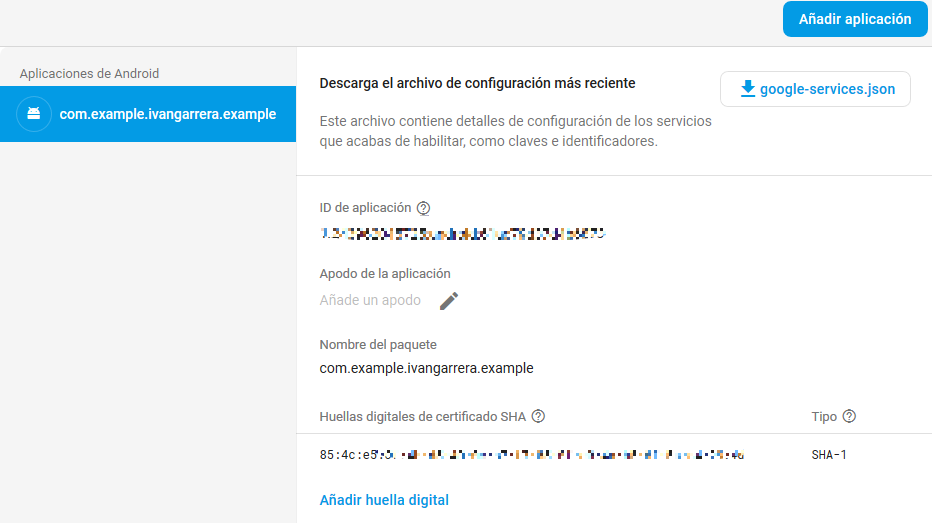 Añadir aplicación
Aplicaciones de Android
com.example.ivangarrera.example
Descarga el archivo de configuración más reciente
google-services.json
Este archivo contiene detalles de configuración de los servicios
que acabas de habilitar, como claves e identificadores.
ID de aplicación
Apodo de la aplicación
Añade un apodo
Nombre del paquete
com.example.ivangarrera.example
Huellas digitales de certificado SHA
Tipo
85:4c:e5
SHA-1
Añadir huella digital